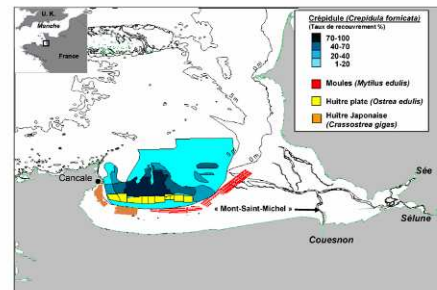 U. K.
Manche
France
Crépidule (Crepidula fornicata)
(Taux de recouvrement %)
70-100
40-70
20-40
1-20
Moules (Mytilus edulis)
Huître plate (Ostrea edulis)
Huître Japonaise
(Crassostrea gigas)
Cancale
« Mont-Saint-Michel »
Sée
Sélune
Couesnon